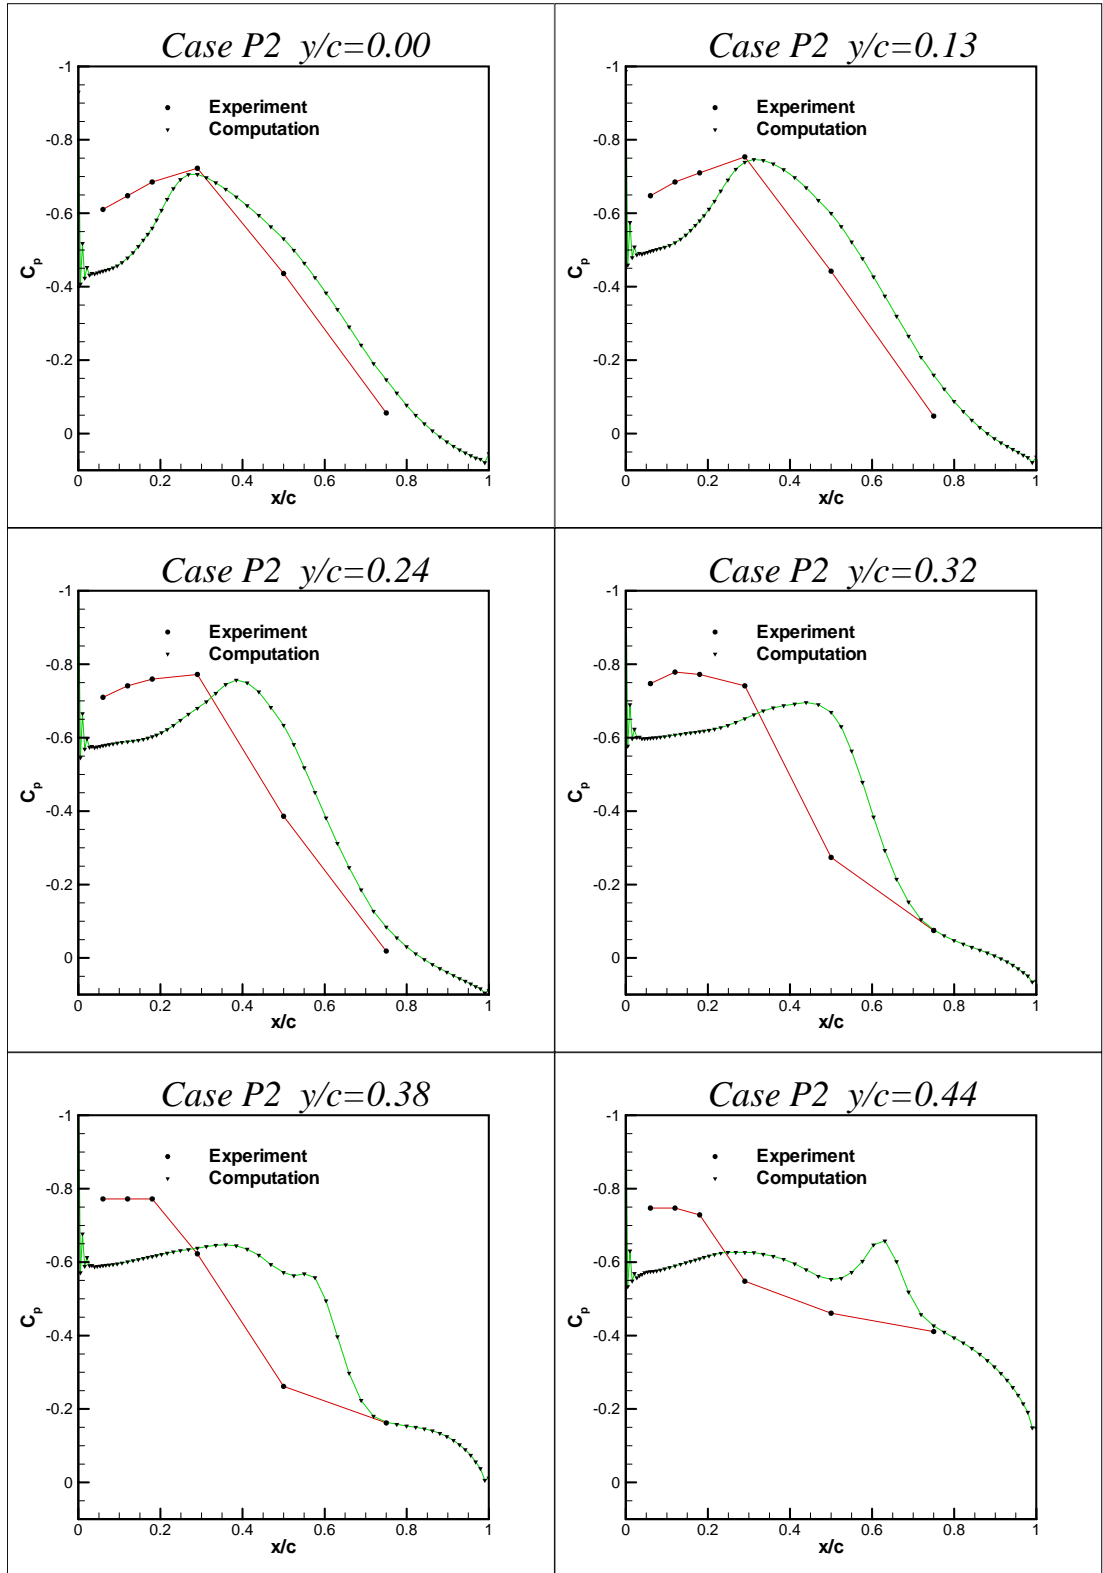 Case P2 y/c=0.00
-1
-0.8
-0.6
-0.4
-0.2
0
Cp
Experiment
Computation
0 0.2 0.4 0.6 0.8 1
x/c
Case P2 y/c=0.13
-1
-0.8
-0.6
-0.4
-0.2
0
Cp
Experiment
Computation
0 0.2 0.4 0.6 0.8 1
x/c
Case P2 y/c=0.24
-1
-0.8
-0.6
-0.4
-0.2
0
Cp
Experiment
Computation
0 0.2 0.4 0.6 0.8 1
x/c
Case P2 y/c=0.32
-1
-0.8
-0.6
-0.4
-0.2
0
Cp
Experiment
Computation
0 0.2 0.4 0.6 0.8 1
x/c
Case P2 y/c=0.38
-1
-0.8
-0.6
-0.4
-0.2
0
Cp
Experiment
Computation
0 0.2 0.4 0.6 0.8 1
x/c
Case P2 y/c=0.44
-1
-0.8
-0.6
-0.4
-0.2
0
Cp
Experiment
Computation
0 0.2 0.4 0.6 0.8 1
x/c